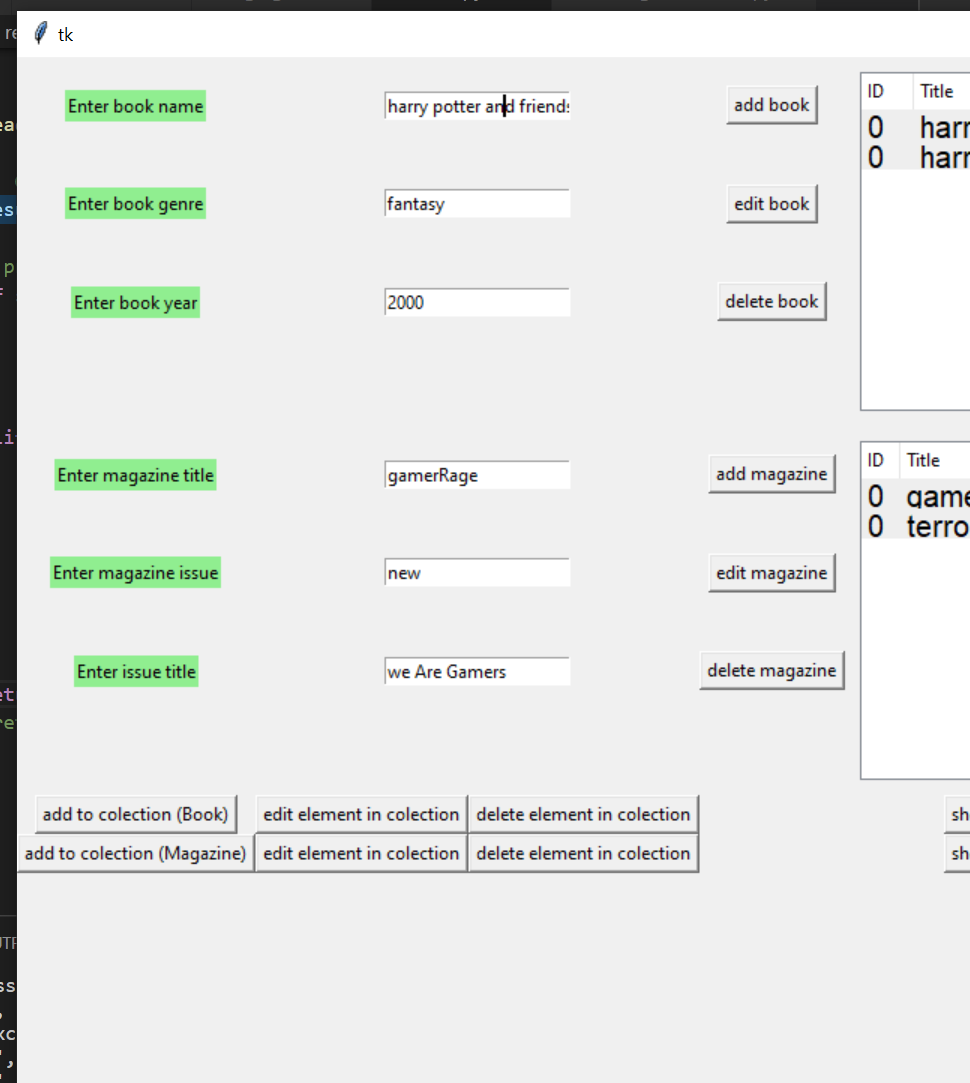 tk
Enter book name harry potter and friends add book ID Title
0 harr
0 harr
Enter book genre fantasy edit book
Enter book year 2000 delete book
Enter magazine title gamerRage add magazine ID Title
0 game
0 terro
Enter magazine issue new edit magazine
Enter issue title we Are Gamers delete magazine
add to colection (Book) edit element in colection delete element in colection sh
add to colection (Magazine) edit element in colection delete element in colection sh